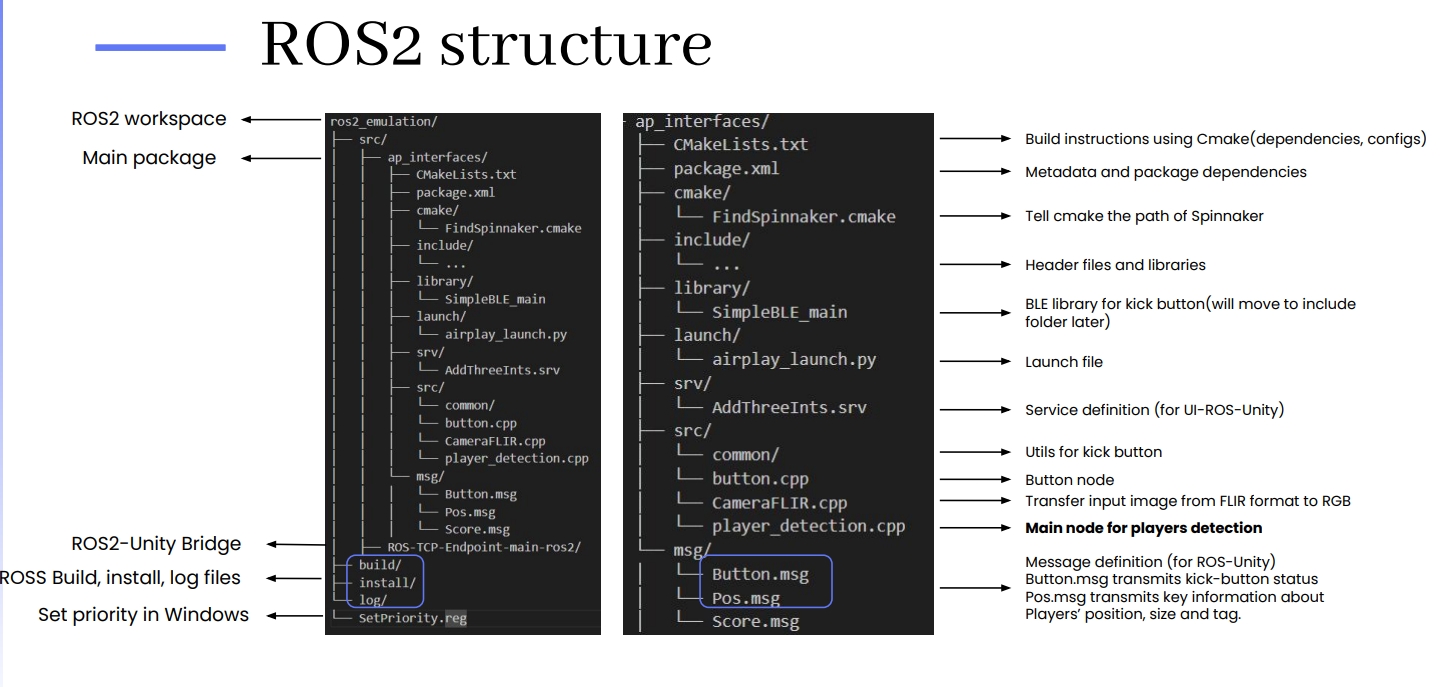 ROS2 structure
ROS2 workspace
Main package
ROS2-Unity Bridge
ROSS Build, install, log files
Set priority in Windows
ros2_emulation/
├── src/
│   ├── ap_interfaces/
│   │   ├── CMakeLists.txt
│   │   ├── package.xml
│   │   ├── cmake/
│   │   │   └── FindSpinnaker.cmake
│   │   ├── include/
│   │   │   └── ...
│   │   ├── library/
│   │   │   └── SimpleBLE_main
│   │   ├── launch/
│   │   │   └── airplay_launch.py
│   │   ├── srv/
│   │   │   └── AddThreeInts.srv
│   │   ├── src/
│   │   │   └── common/
│   │   │   └── button.cpp
│   │   │   └── CameraFLIR.cpp
│   │   │   └── player_detection.cpp
│   │   └── msg/
│   │   │   └── Button.msg
│   │   │   └── Pos.msg
│   │   │   └── Score.msg
│   ├── ROS-TCP-Endpoint-main-ros2/
├── build/
├── install/
└── log/
└── SetPriority.reg
ap_interfaces/
├── CMakeLists.txt
├── package.xml
├── cmake/
│   └── FindSpinnaker.cmake
├── include/
│   └── ...
├── library/
│   └── SimpleBLE_main
├── launch/
│   └── airplay_launch.py
├── srv/
│   └── AddThreeInts.srv
├── src/
│   └── common/
│   └── button.cpp
│   └── CameraFLIR.cpp
│   └── player_detection.cpp
└── msg/
│   └── Button.msg
│   └── Pos.msg
│   └── Score.msg
Build instructions using Cmake(dependencies, configs)
Metadata and package dependencies
Tell cmake the path of Spinnaker
Header files and libraries
BLE library for kick button(will move to include
folder later)
Launch file
Service definition (for UI-ROS-Unity)
Utils for kick button
Button node
Transfer input image from FLIR format to RGB
Main node for players detection
Message definition (for ROS-Unity)
Button.msg transmits kick-button status
Pos.msg transmits key information about
Players’ position, size and tag.